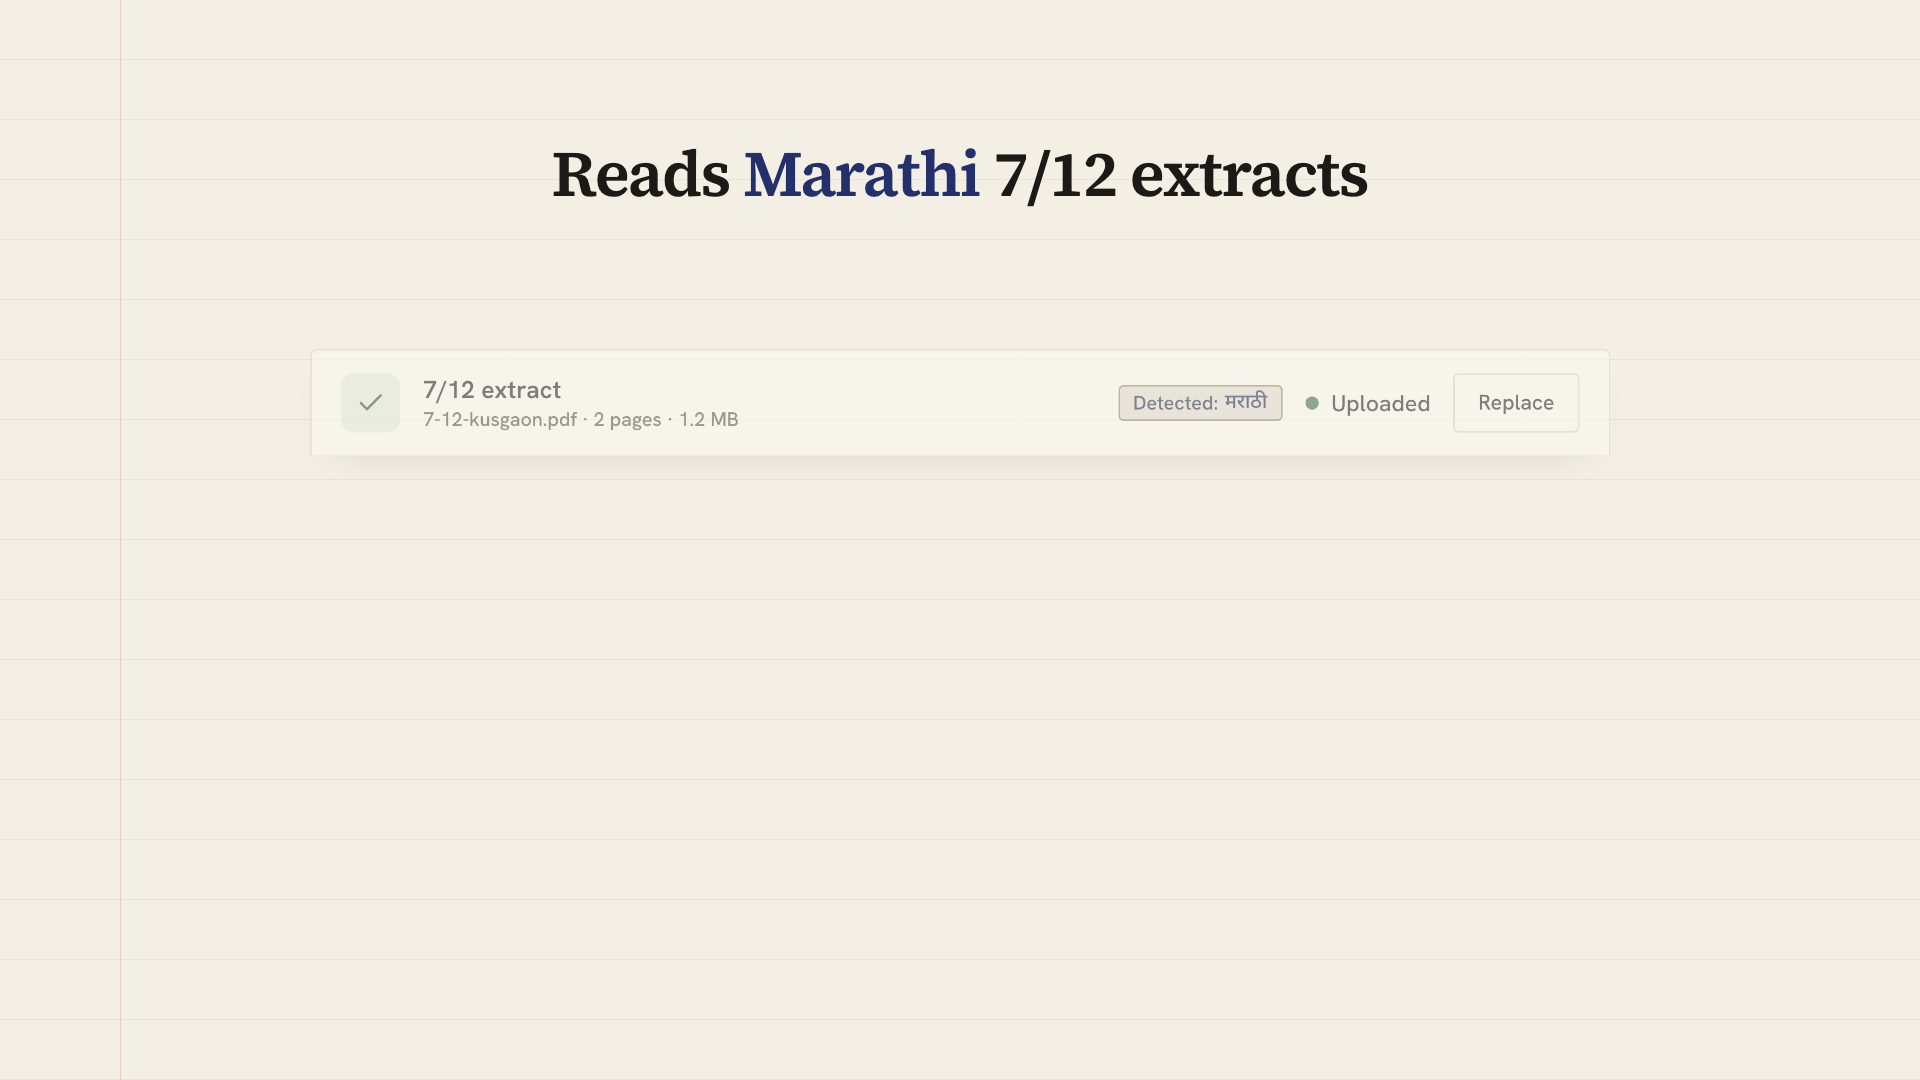 Reads Marathi 7/12 extracts
7/12 extract
7-12-kusgaon.pdf · 2 pages · 1.2 MB
Detected: मराठी
Uploaded
Replace